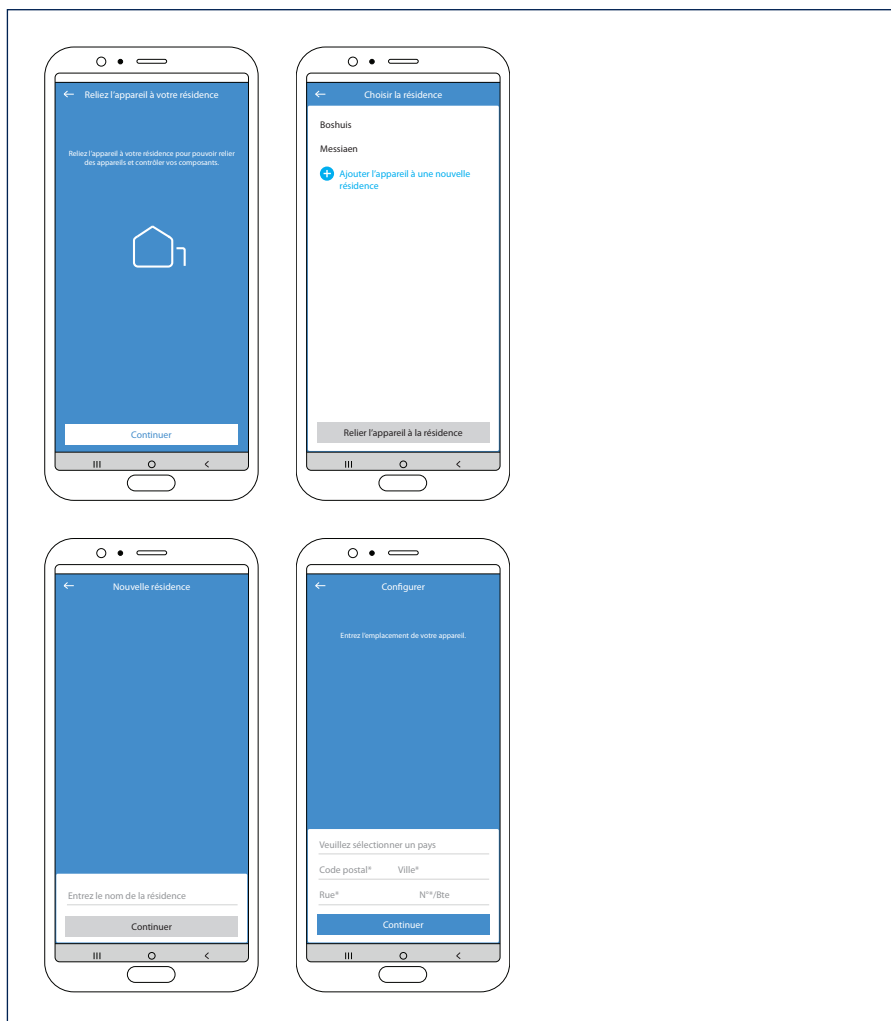 Reliez l'appareil à votre résidence
Reliez l'appareil à votre résidence pour pouvoir relier
des appareils et contrôler vos composants.
Continuer
Choisir la résidence
Boshuis
Messiaen
Ajouter l'appareil à une nouvelle
résidence
Relier l'appareil à la résidence
Nouvelle résidence
Entrez le nom de la résidence
Continuer
Configurer
Entrez l'emplacement de votre appareil.
Veuillez sélectionner un pays
Code postal* Ville*
Rue* N°*/Bte
Continuer